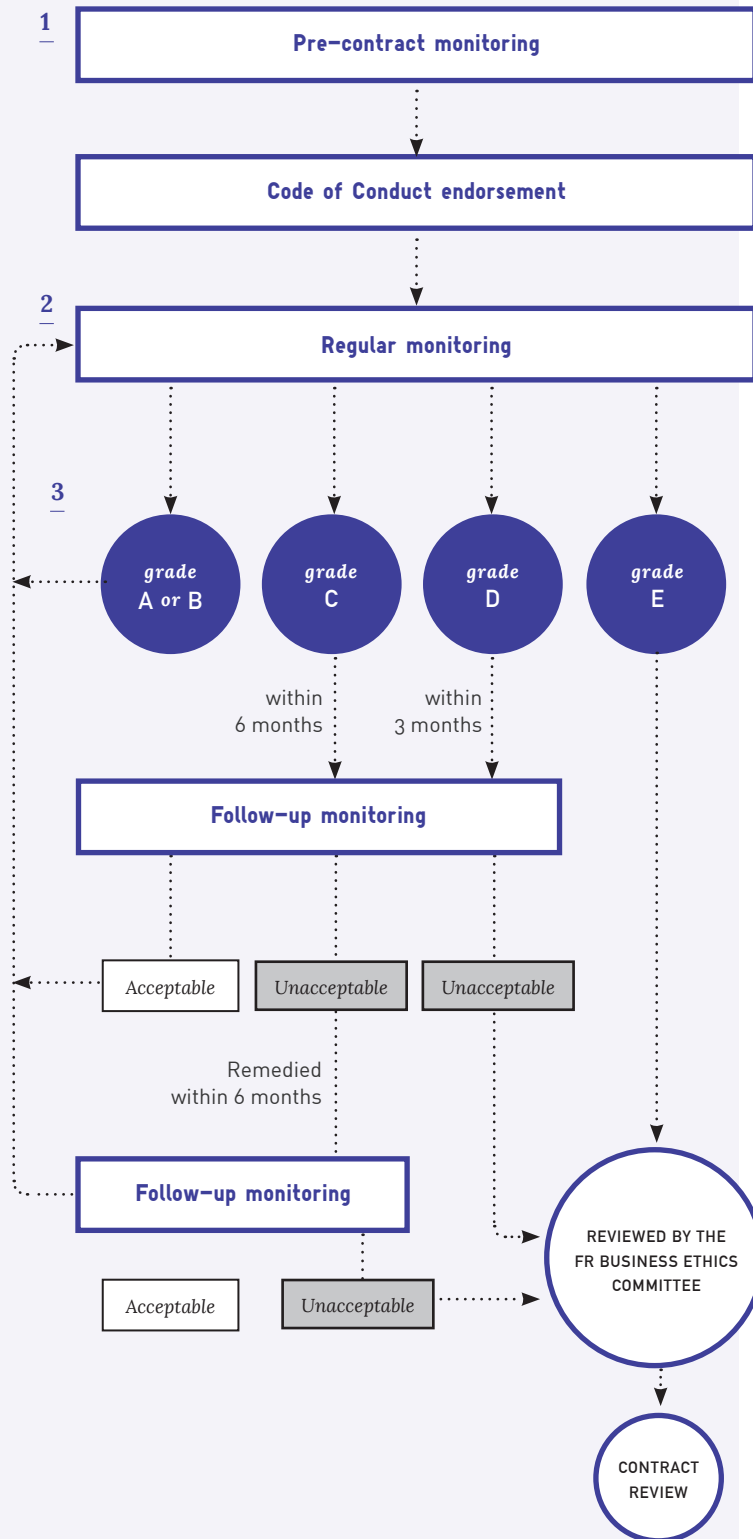 1
Pre-contract monitoring
Code of Conduct endorsement
2
Regular monitoring
3
grade
A or B
grade
C
grade
D
grade
E
within
6 months
within
3 months
Follow-up monitoring
Acceptable
Unacceptable
Unacceptable
Remedied
within 6 months
Follow-up monitoring
REVIEWED BY THE
FR BUSINESS ETHICS
COMMITTEE
Acceptable
Unacceptable
CONTRACT
REVIEW